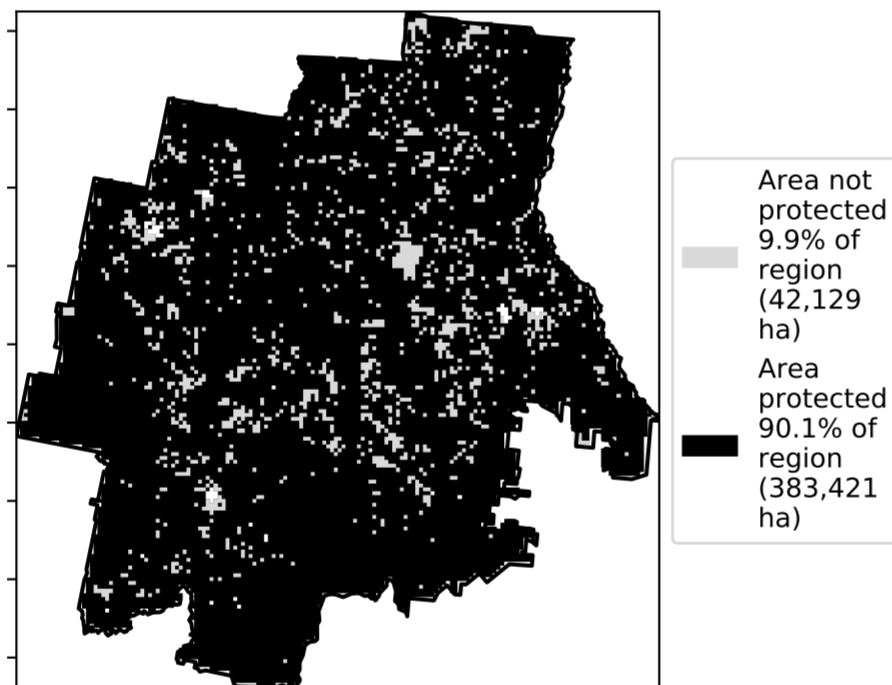 Area not
protected
9.9% of
region
(42,129
ha)
Area
protected
90.1% of
region
(383,421
ha)